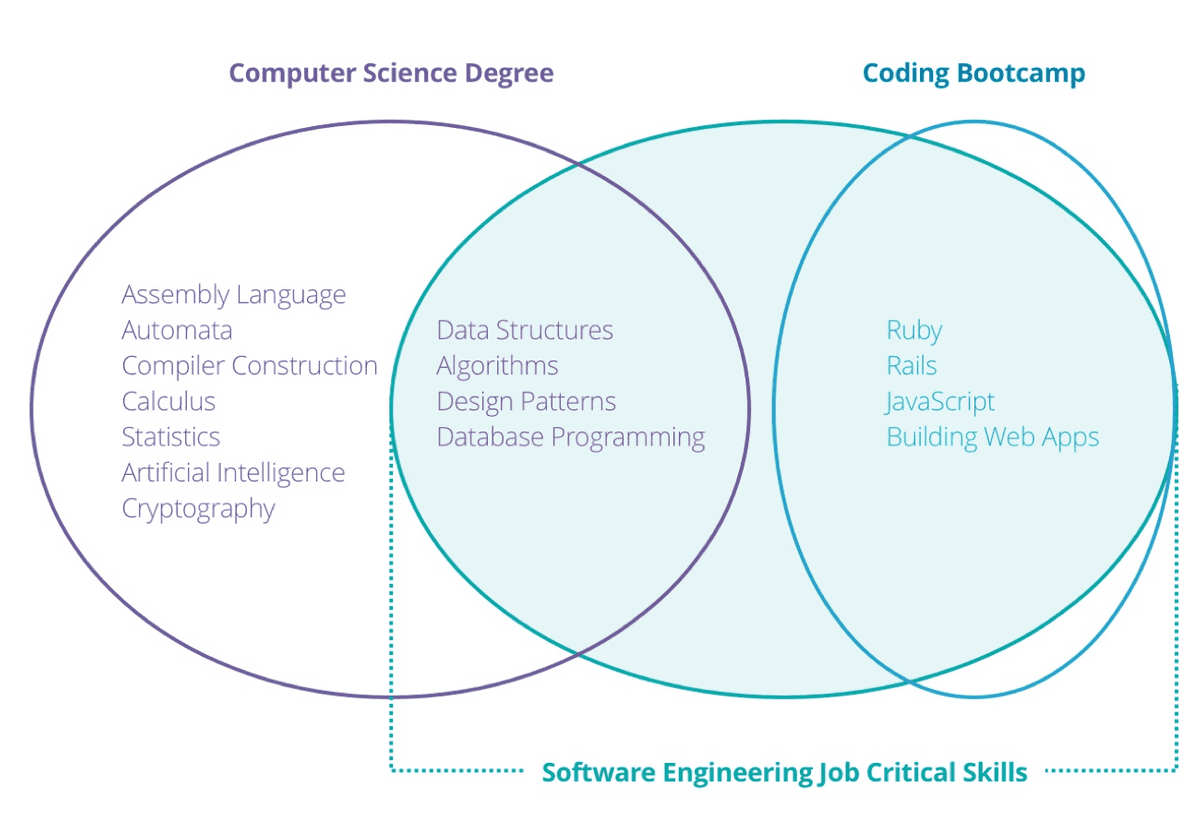 Computer Science Degree
Coding Bootcamp
Assembly Language
Automata
Compiler Construction
Calculus
Statistics
Artificial Intelligence
Cryptography
Data Structures
Algorithms
Design Patterns
Database Programming
Ruby
Rails
JavaScript
Building Web Apps
Software Engineering Job Critical Skills